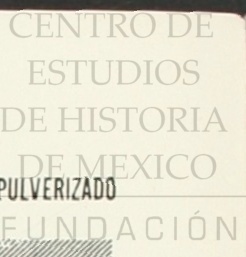 CENTRO DE
ESTUDIOS
DE HISTORIA
DE MEXICO
PULVERIZADO
FUNDACIÓN